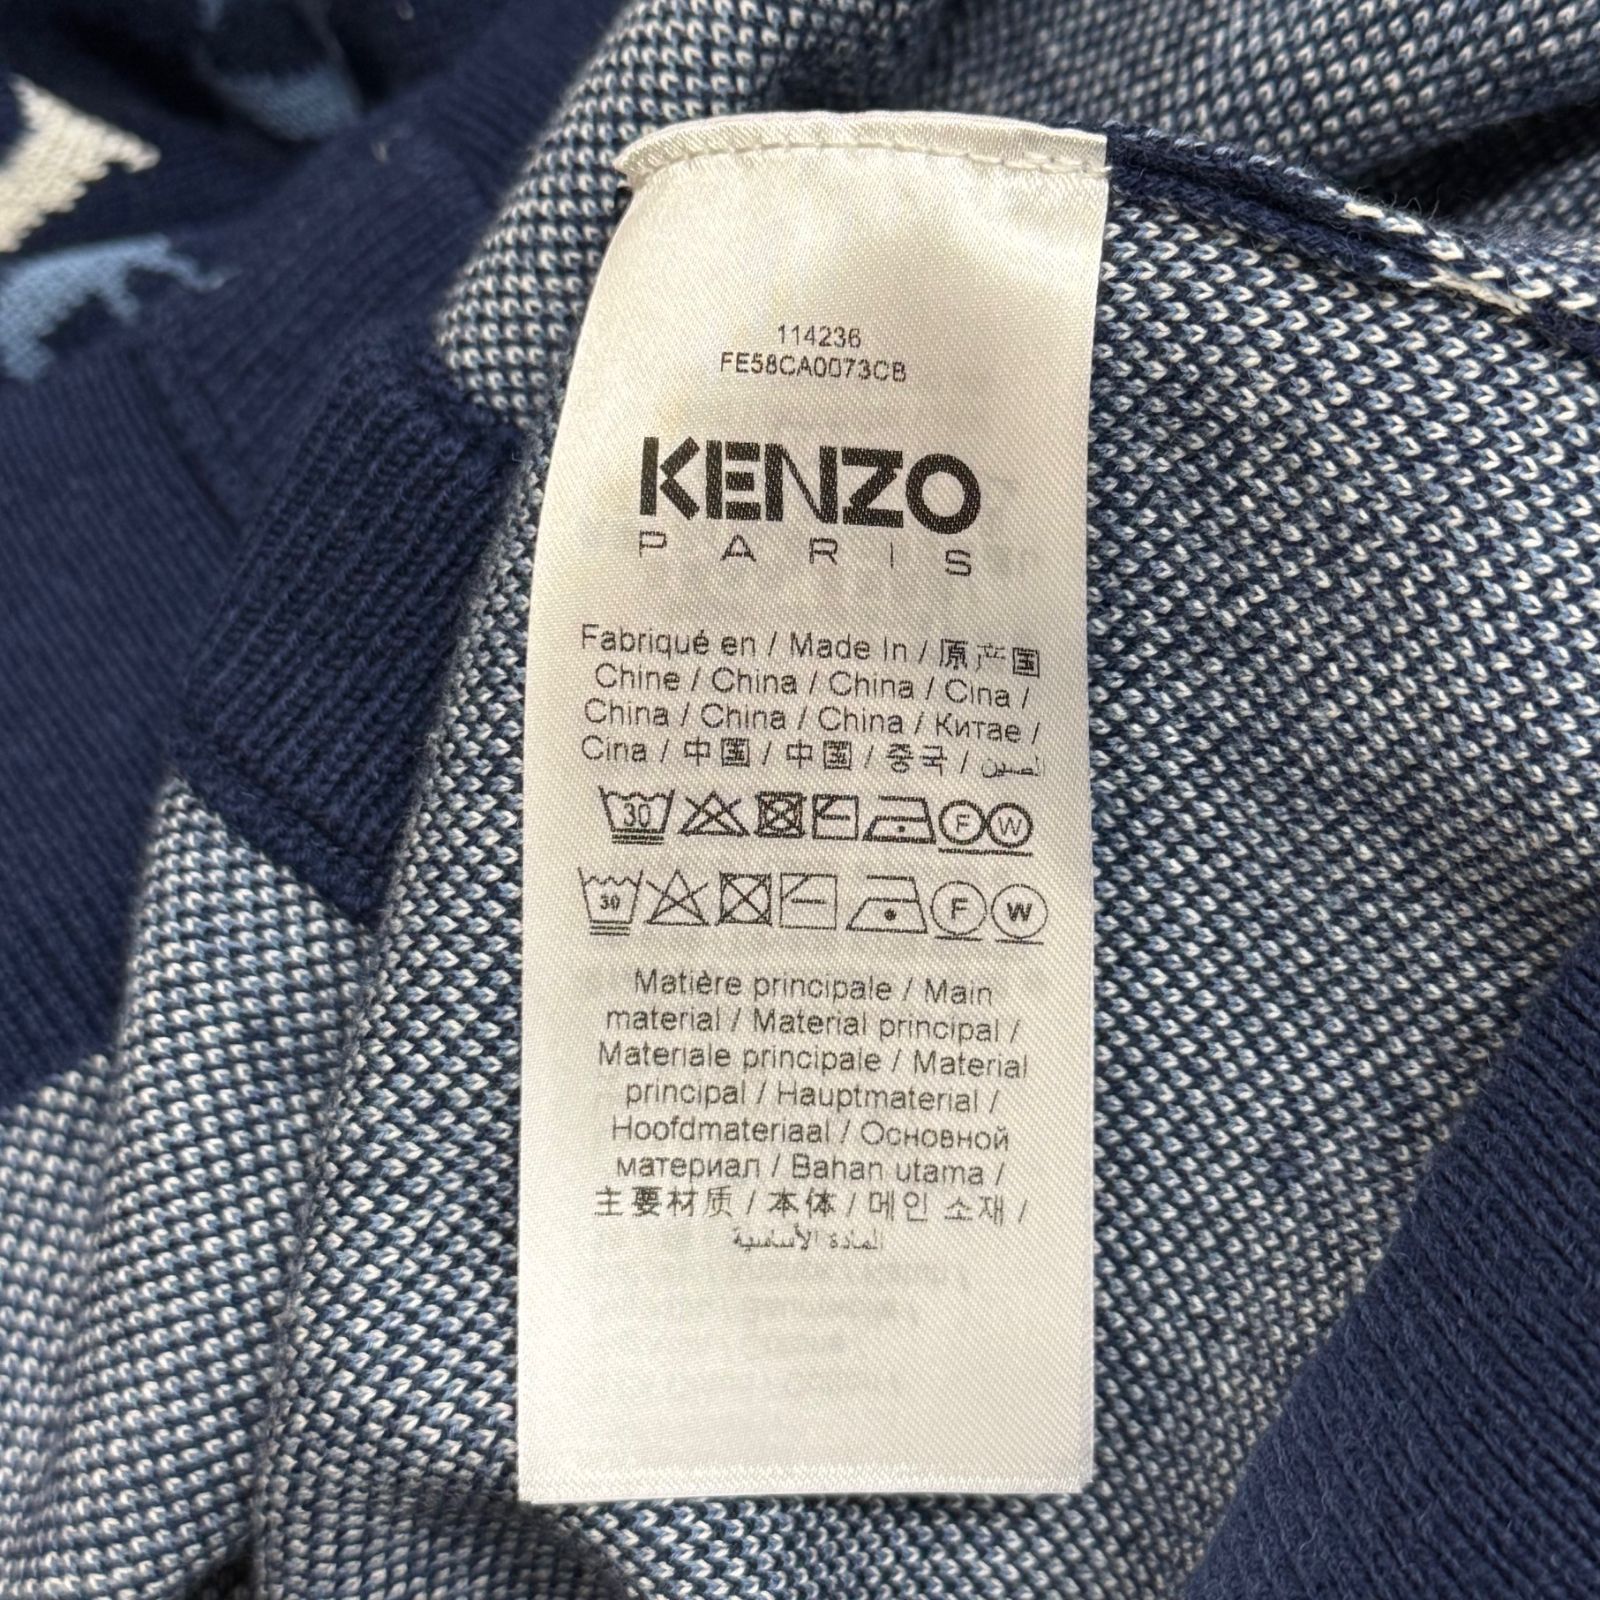 114236
FE58CA0073CB
KENZO
PARIS
Fabriqué en / Made In / 原产国
Chine / China / China / Cina /
China / China / China / Китае /
Cina / 中国 / 中国 / 중국 / الصين
30 F W
30 F W
Matière principale / Main
material / Material principal /
Materiale principale / Material
principal / Hauptmaterial /
Hoofdmateriaal / Основной
материал / Bahan utama /
主要材质 / 本体 / 메인 소재 /
المادة الأساسية